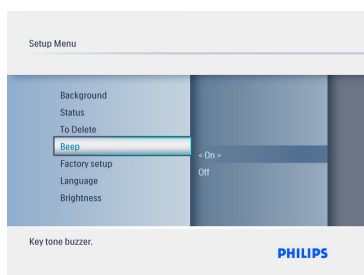 Setup Menu
Background
Status
To Delete
Beep
Factory setup
Language
Brightness
< On >
Off
Key tone buzzer.
PHILIPS